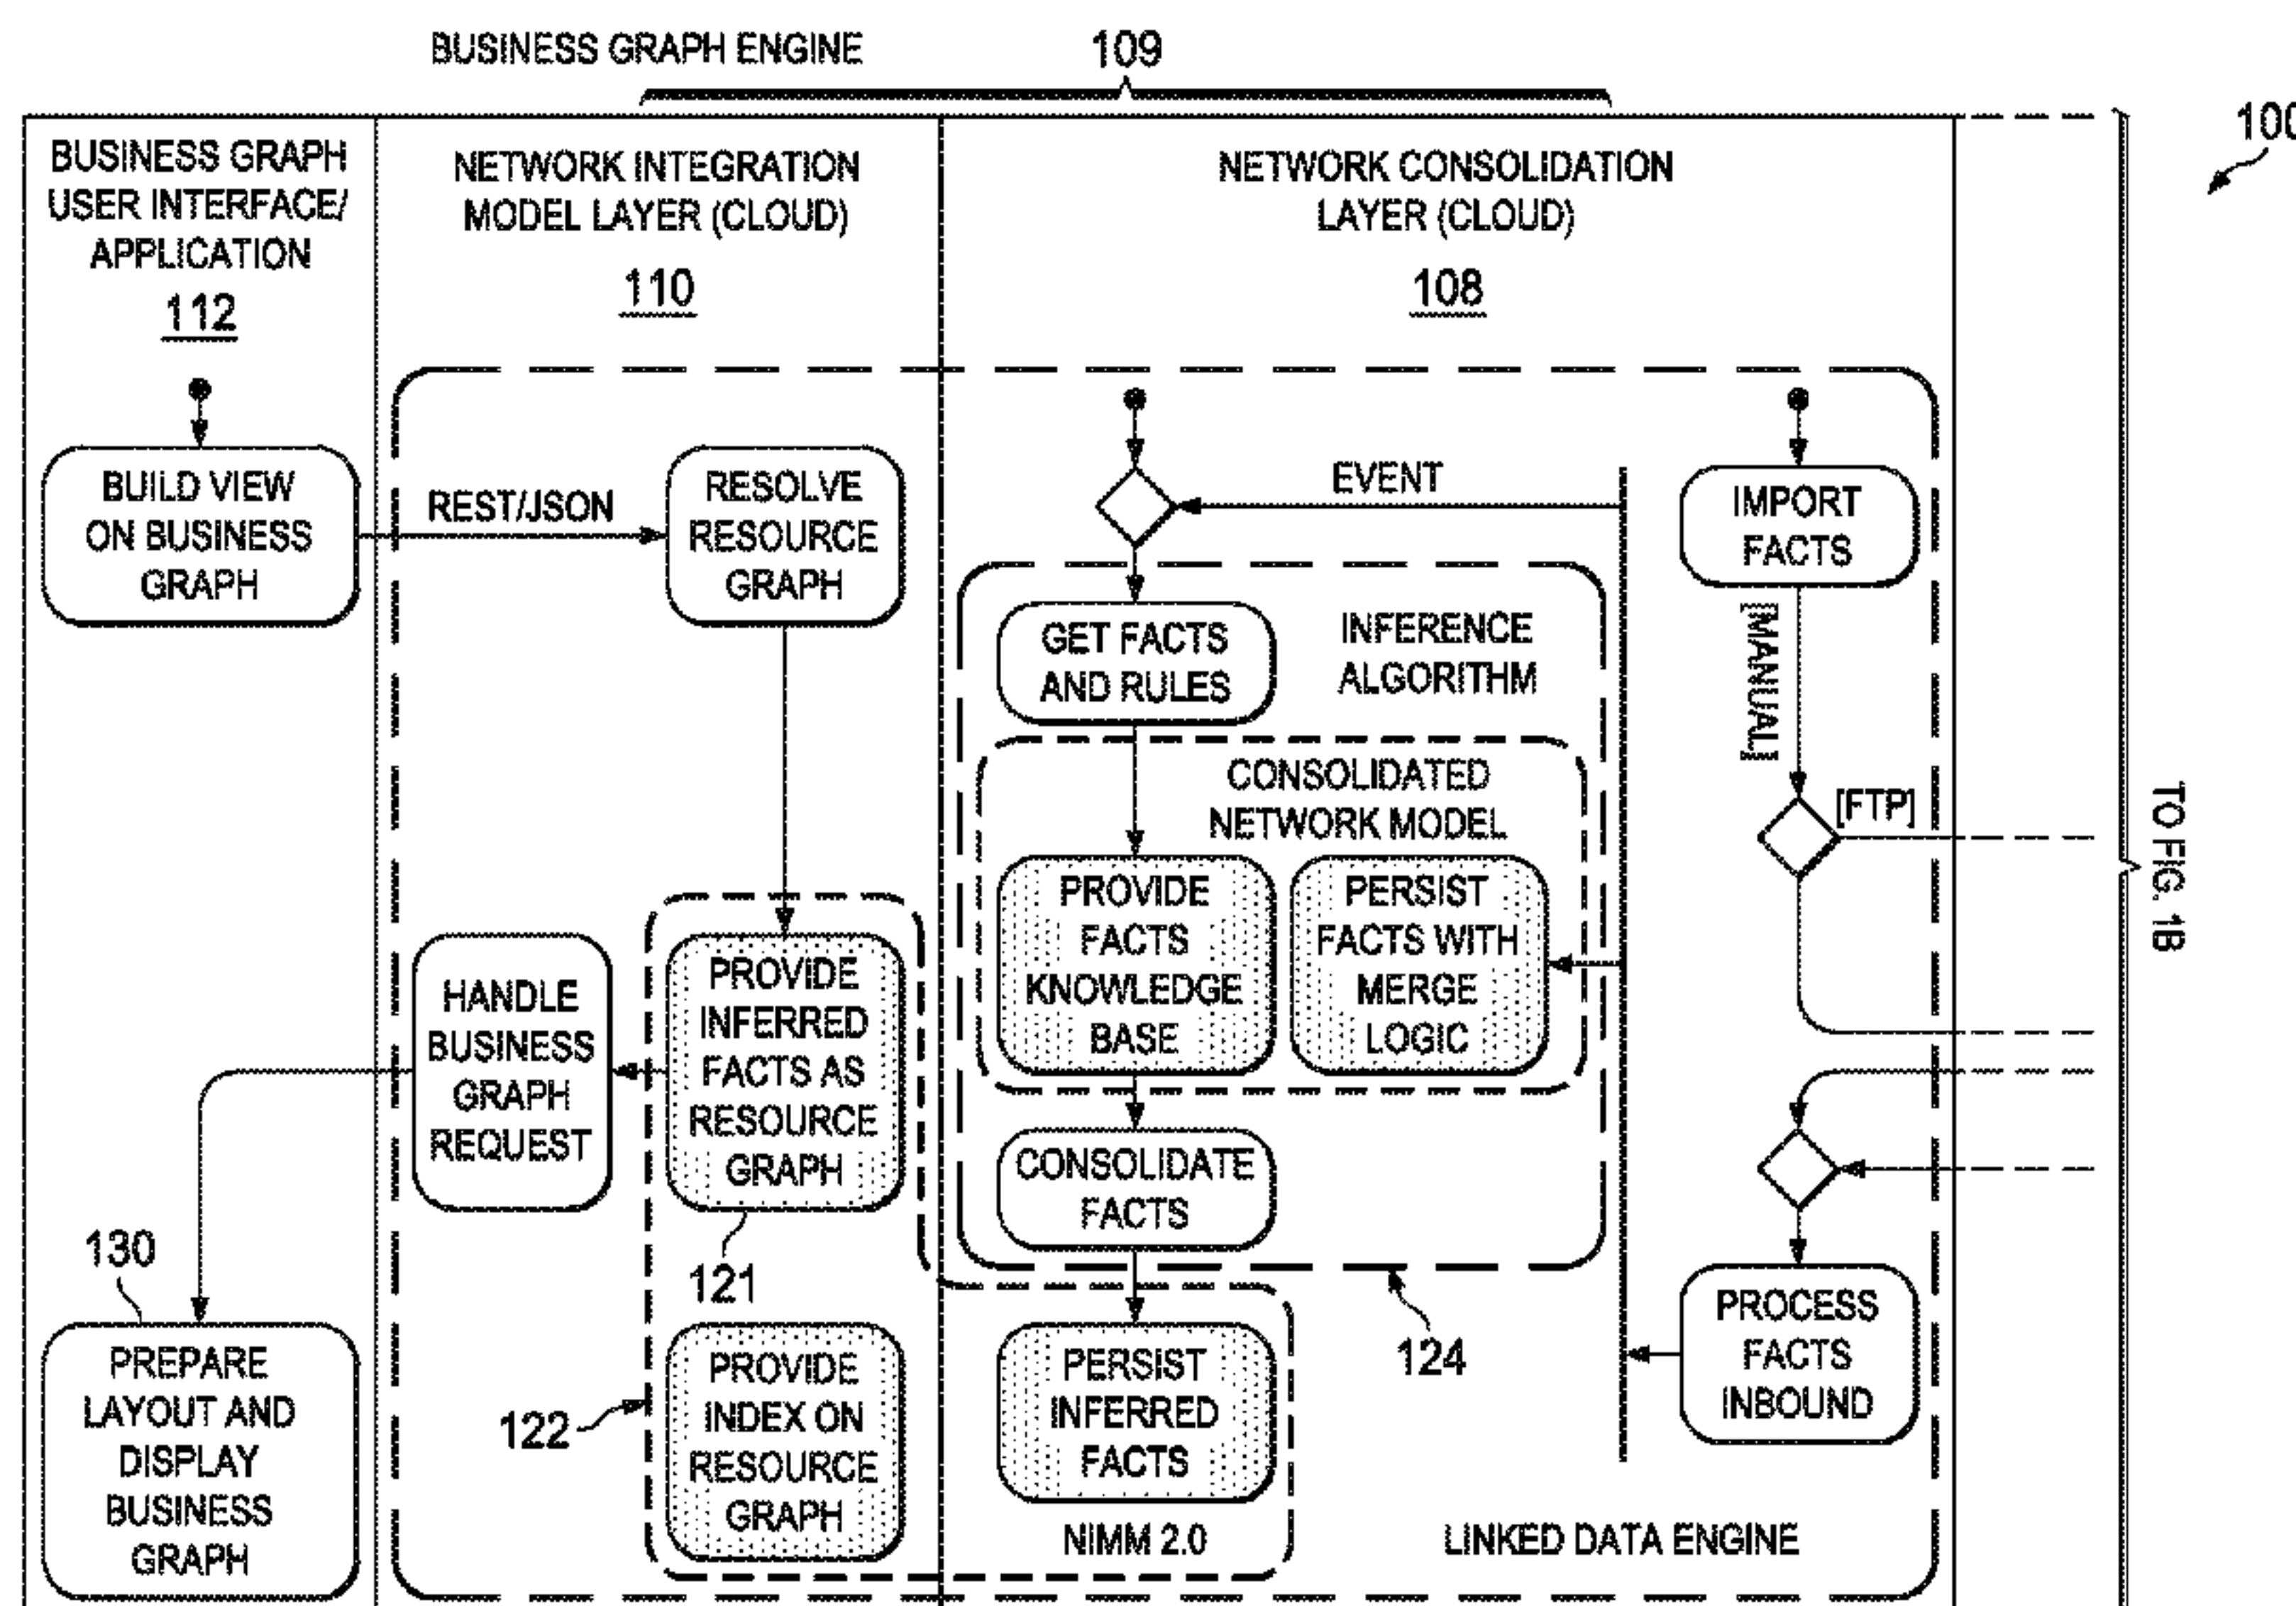 BUSINESS GRAPH ENGINE
109
100
BUSINESS GRAPH
USER INTERFACE/
APPLICATION
112
NETWORK INTEGRATION
MODEL LAYER (CLOUD)
110
NETWORK CONSOLIDATION
LAYER (CLOUD)
108
BUILD VIEW
ON BUSINESS
GRAPH
REST/JSON
RESOLVE
RESOURCE
GRAPH
EVENT
IMPORT
FACTS
GET FACTS
AND RULES
INFERENCE
ALGORITHM
[MANUAL]
CONSOLIDATED
NETWORK MODEL
[FTP]
TO FIG. 1B
PROVIDE
FACTS
KNOWLEDGE
BASE
PERSIST
FACTS WITH
MERGE
LOGIC
HANDLE
BUSINESS
GRAPH
REQUEST
PROVIDE
INFERRED
FACTS AS
RESOURCE
GRAPH
121
CONSOLIDATE
FACTS
124
130
PREPARE
LAYOUT AND
DISPLAY
BUSINESS
GRAPH
122
PROVIDE
INDEX ON
RESOURCE
GRAPH
PERSIST
INFERRED
FACTS
NIMM 2.0
PROCESS
FACTS
INBOUND
LINKED DATA ENGINE